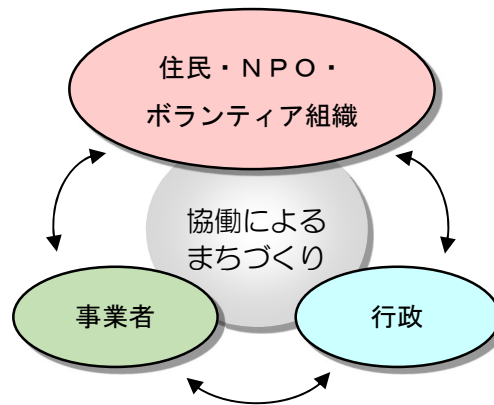 住民・ＮＰＯ・
ボランティア組織
協働による
まちづくり
事業者
行政